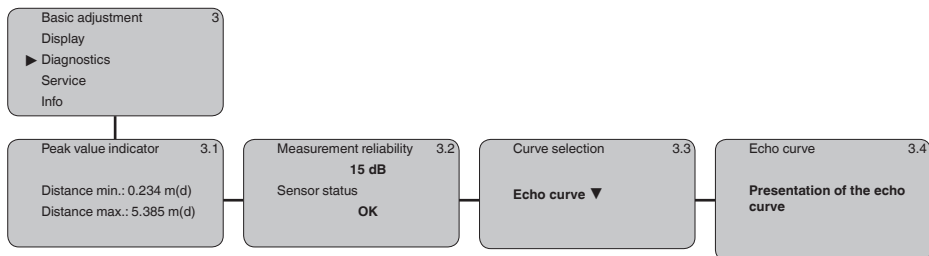 Basic adjustment 3
Display
▶ Diagnostics
Service
Info
Peak value indicator 3.1
Distance min.: 0.234 m(d)
Distance max.: 5.385 m(d)
Measurement reliability 3.2
15 dB
Sensor status
OK
Curve selection 3.3
Echo curve ▼
Echo curve 3.4
Presentation of the echo
curve